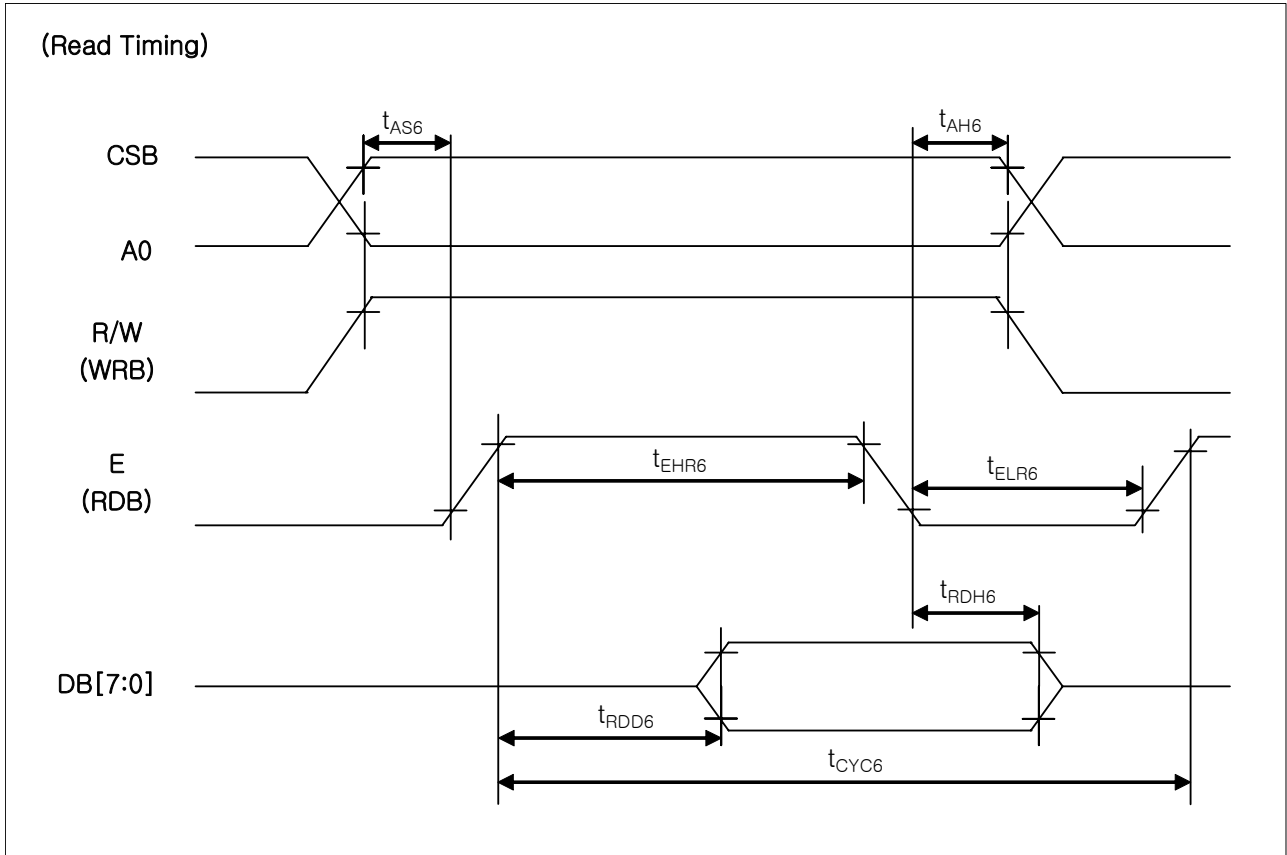 (Read Timing)
tAS6
tAH6
CSB
A0
R/W
(WRB)
E
(RDB)
tEHR6
tELR6
tRDH6
DB[7:0]
tRDD6
tCYC6